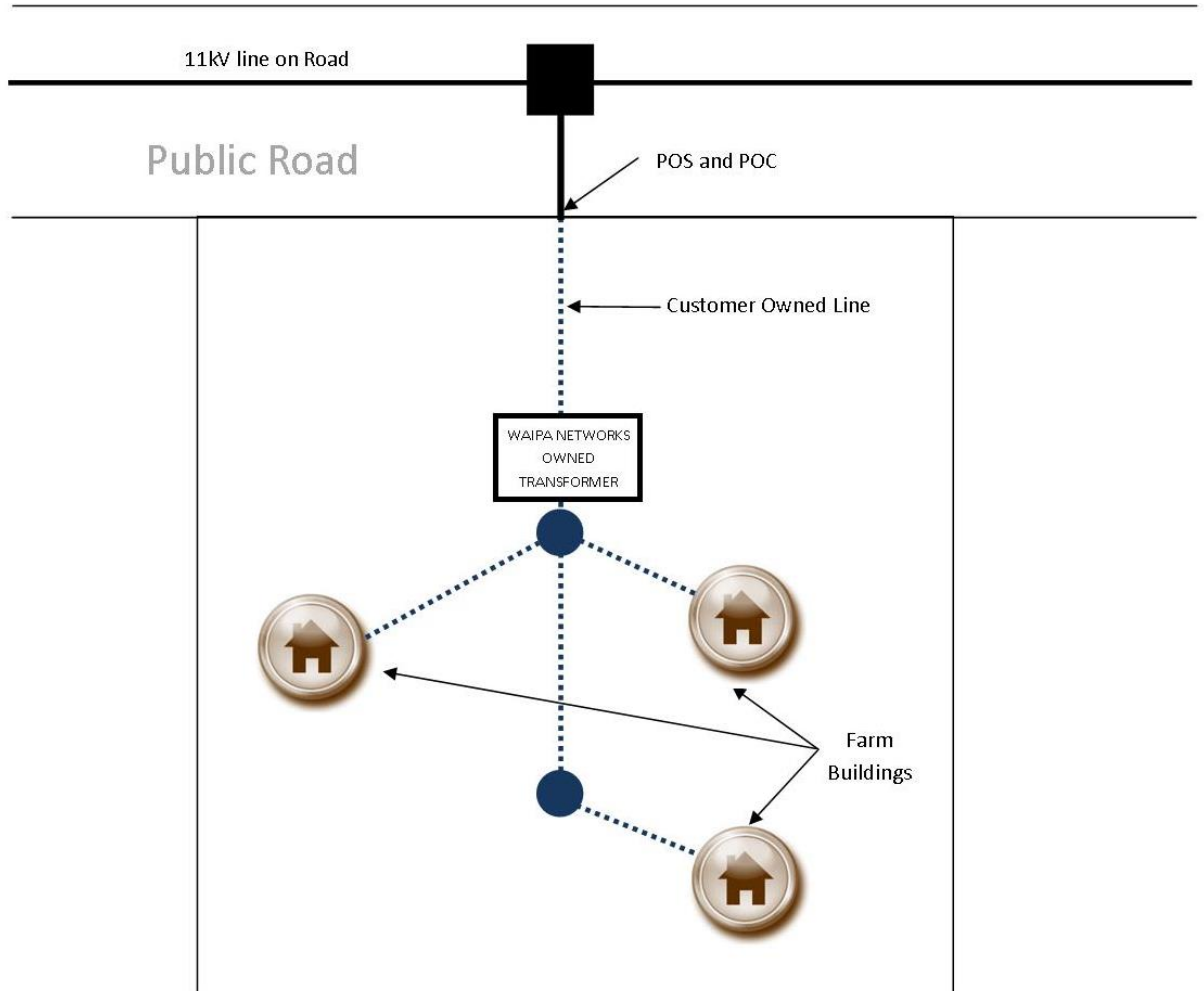 11kV line on Road
Public Road
POS and POC
Customer Owned Line
WAIPA NETWORKS
OWNED
TRANSFORMER
Farm
Buildings